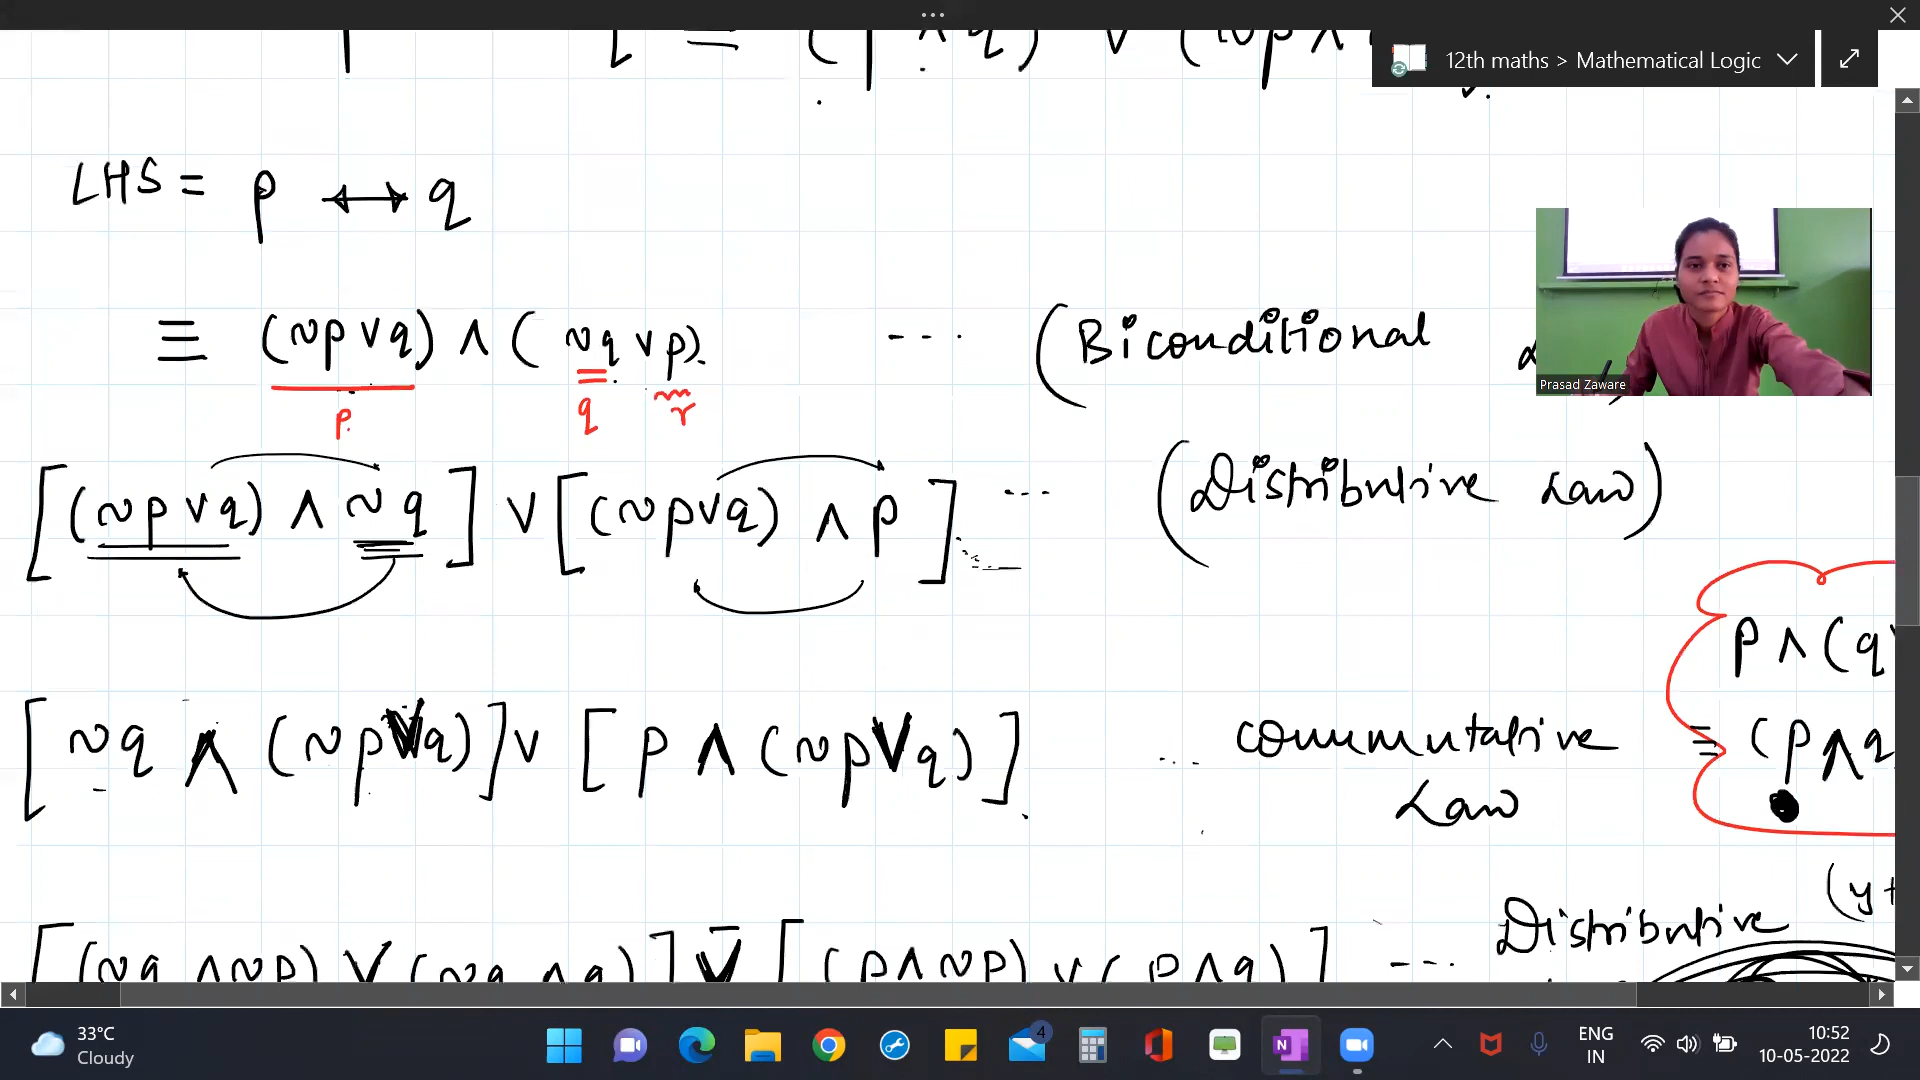 q ≡ (p ∧ q) ∨ (~p ∧
12th maths > Mathematical Logic
LHS = p ↔ q
≡ (~p ∨ q) ∧ (~q ∨ p) --- (Biconditional
p q r
Prasad Zaware
[(~p ∨ q) ∧ ~q] ∨ [(~p ∨ q) ∧ p] --- (Distributive Law)
p ∧ (q
[~q ∧ (~p ∨ q)] ∨ [p ∧ (~p ∨ q)] ... Commutative
Law
≡ (p ∧ q
(y+
Distributive
[(~q ∧ ~p) ∨ (~q ∧ q)] ∨ [(p ∧ ~p) ∨ (p ∧ q)] ---
33°C
Cloudy
4
ENG
IN
10:52
10-05-2022